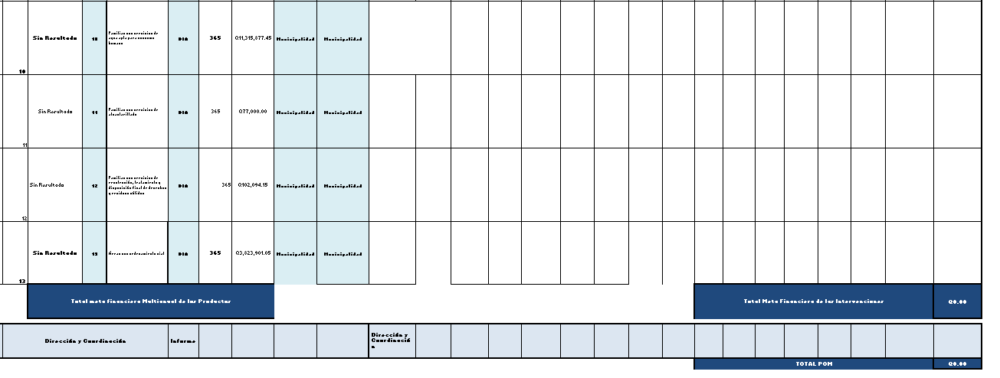 10 Sin Resultado 10 Familias con servicios de agua apta para consumo humano DIA 365 Q11,315,877.45 Municipalidad Municipalidad
11 Sin Resultado 11 Familias con servicios de alcantarillado DIA 365 Q77,000.00 Municipalidad Municipalidad
12 Sin Resultado 12 Familias con servicios de recolección, tratamiento y disposición final de desechos y residuos sólidos DIA 365 Q102,094.15 Municipalidad Municipalidad
13 Sin Resultado 13 Áreas con ordenamiento vial DIA 365 Q3,823,901.05 Municipalidad Municipalidad
Total meta financiera Multianual de los Productos
Total Meta Financiera de las Intervenciones Q0.00
Dirección y Coordinación Informe
Dirección y
Coordinació
n
TOTAL POM Q0.00